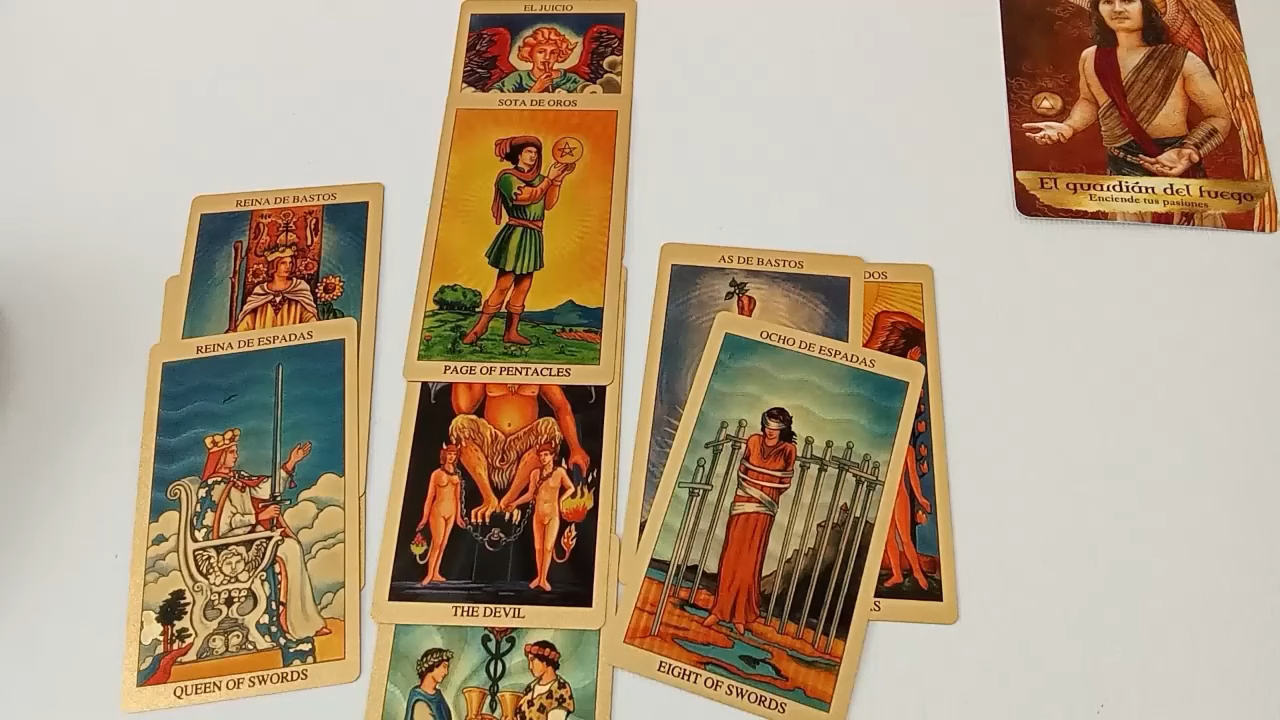 EL JUICIO
SOTA DE OROS
PAGE OF PENTACLES
REINA DE BASTOS
REINA DE ESPADAS
QUEEN OF SWORDS
THE DEVIL
AS DE BASTOS
DOS
OCHO DE ESPADAS
EIGHT OF SWORDS
El guardián del fuego
Enciende tus pasiones